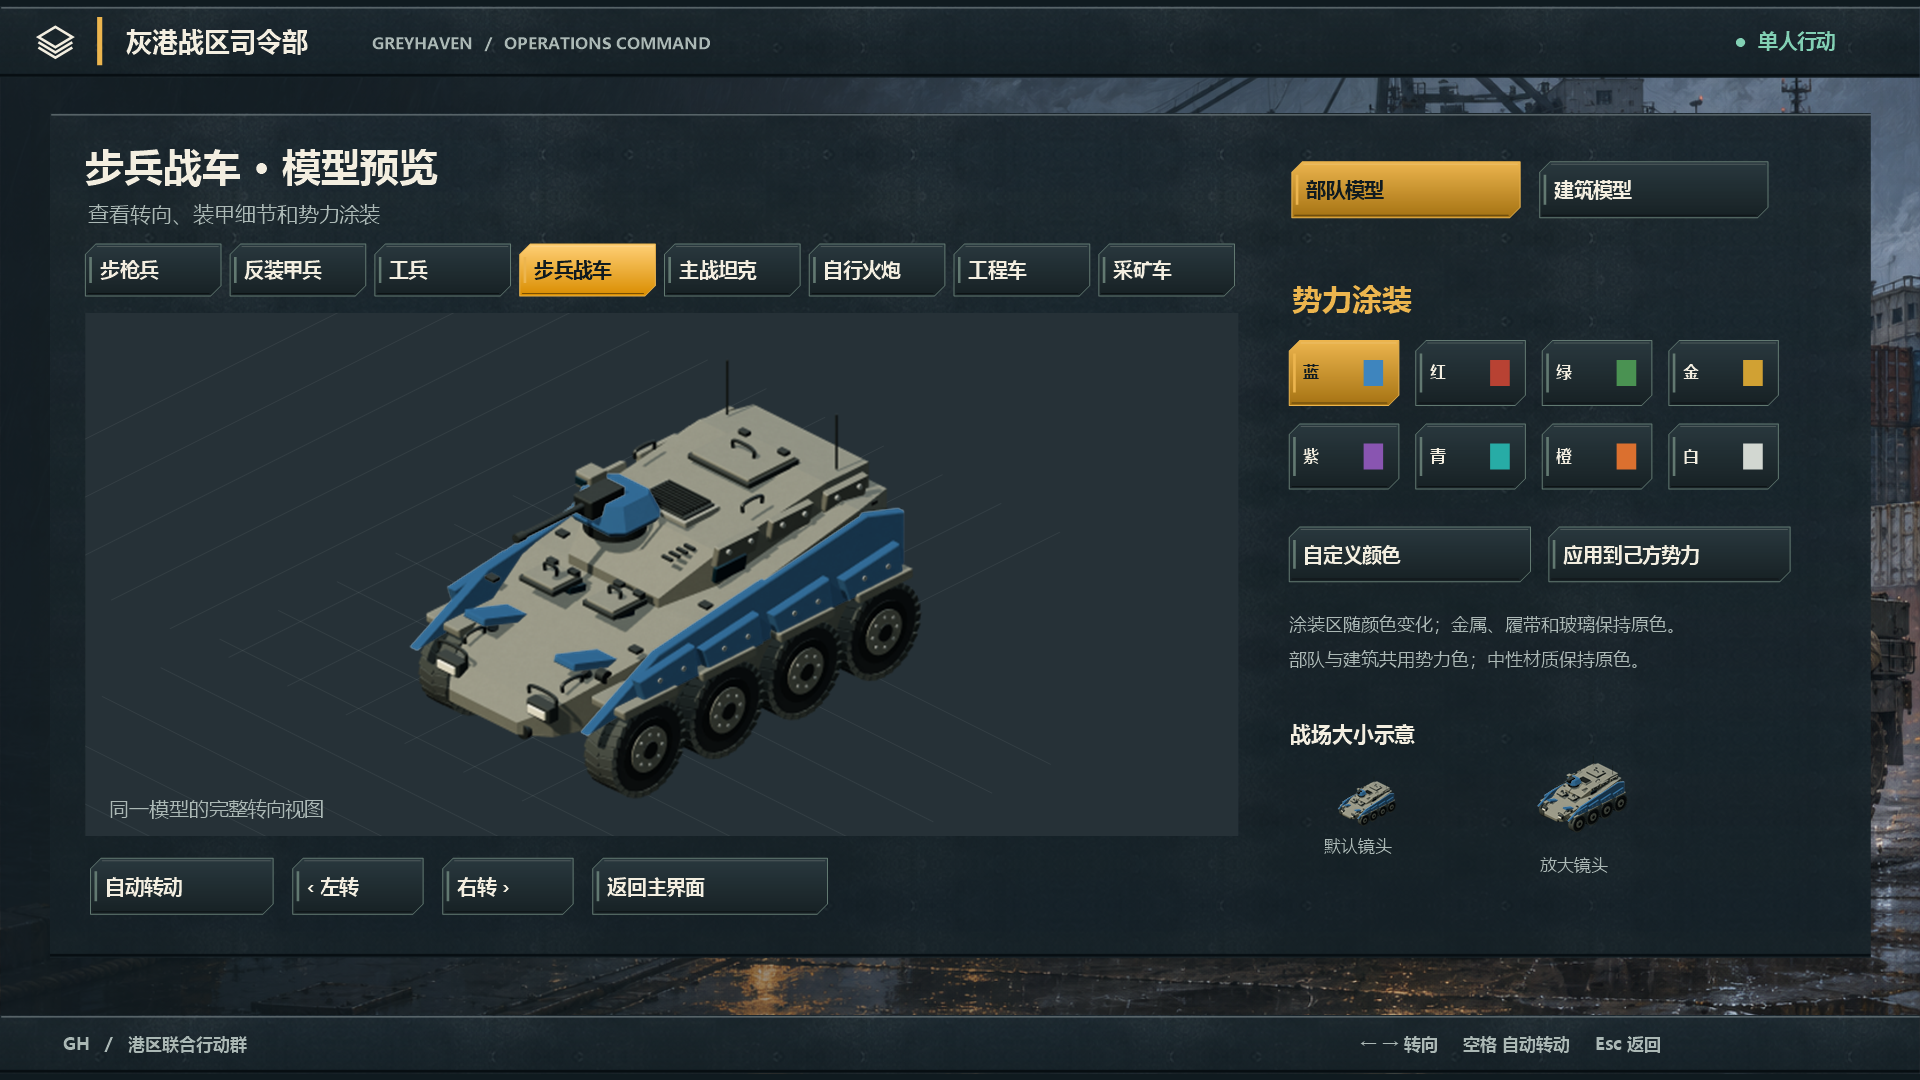 灰港战区司令部 GREYHAVEN / OPERATIONS COMMAND
• 单人行动
步兵战车·模型预览
查看转向、装甲细节和势力涂装
步枪兵 反装甲兵 工兵 步兵战车 主战坦克 自行火炮 工程车 采矿车
同一模型的完整转向视图
自动转动 ‹ 左转 右转 › 返回主界面
部队模型 建筑模型
势力涂装
蓝 红 绿 金
紫 青 橙 白
自定义颜色 应用到己方势力
涂装区随颜色变化；金属、履带和玻璃保持原色。
部队与建筑共用势力色；中性材质保持原色。
战场大小示意
默认镜头
放大镜头
GH / 港区联合行动群
←→ 转向 空格 自动转动 Esc 返回